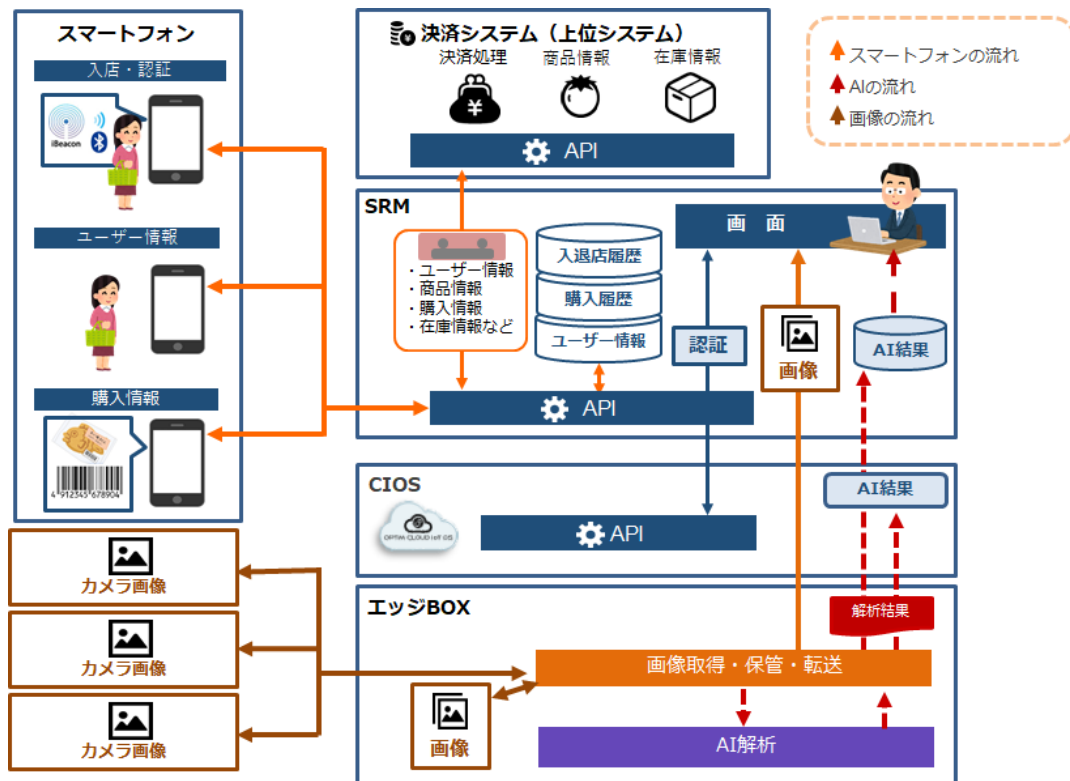 スマートフォン
入店・認証
iBeacon
ユーザー情報
購入情報
4 912345 678904
決済システム（上位システム）
決済処理
商品情報
在庫情報
¥
API
スマートフォンの流れ
AIの流れ
画像の流れ
SRM
・ユーザー情報
・商品情報
・購入情報
・在庫情報など
入退店履歴
購入履歴
ユーザー情報
画　面
認証
画像
AI結果
API
CIOS
OPTiM CLOUD IoT OS
API
AI結果
カメラ画像
カメラ画像
カメラ画像
エッジBOX
解析結果
画像取得・保管・転送
画像
AI解析